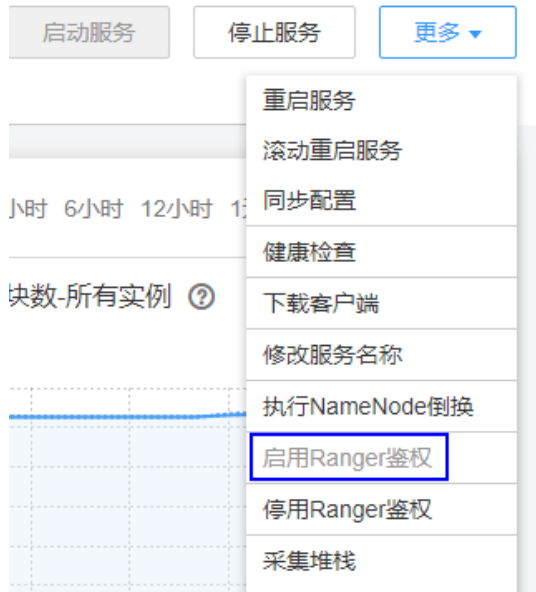 启动服务 停止服务 更多
重启服务
滚动重启服务
同步配置
小时 6小时 12小时
健康检查
块数-所有实例
下载客户端
修改服务名称
执行NameNode倒换
启用Ranger鉴权
停用Ranger鉴权
采集堆栈